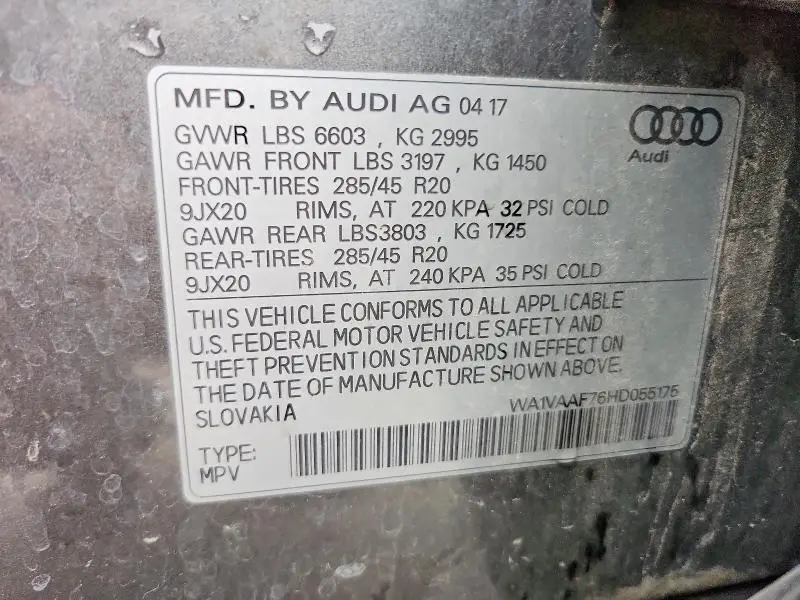 MFD. BY AUDI AG 04 17
Audi
GVWR LBS 6603 , KG 2995
GAWR FRONT LBS 3197 , KG 1450
FRONT-TIRES 285/45 R20
9JX20 RIMS, AT 220 KPA 32 PSI COLD
GAWR REAR LBS3803 , KG 1725
REAR-TIRES 285/45 R20
9JX20 RIMS, AT 240 KPA 35 PSI COLD
THIS VEHICLE CONFORMS TO ALL APPLICABLE
U.S. FEDERAL MOTOR VEHICLE SAFETY AND
THEFT PREVENTION STANDARDS IN EFFECT ON
THE DATE OF MANUFACTURE SHOWN ABOVE.
SLOVAKIA
WA1VAAF76HD055175
TYPE:
MPV